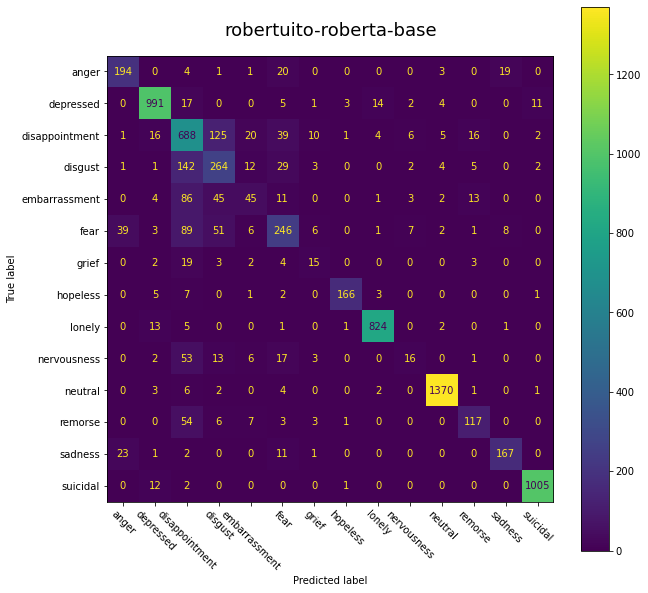 robertuito-roberta-base
anger 194 0 4 1 1 20 0 0 0 0 3 0 19 0
depressed 0 991 17 0 0 5 1 3 14 2 4 0 0 11
disappointment 1 16 688 125 20 39 10 1 4 6 5 16 0 2
disgust 1 1 142 264 12 29 3 0 0 2 4 5 0 2
embarrassment 0 4 86 45 45 11 0 0 1 3 2 13 0 0
fear 39 3 89 51 6 246 6 0 1 7 2 1 8 0
grief 0 2 19 3 2 4 15 0 0 0 0 3 0 0
hopeless 0 5 7 0 1 2 0 166 3 0 0 0 0 1
lonely 0 13 5 0 0 1 0 1 824 0 2 0 1 0
nervousness 0 2 53 13 6 17 3 0 0 16 0 1 0 0
neutral 0 3 6 2 0 4 0 0 2 0 1370 1 0 1
remorse 0 0 54 6 7 3 3 1 0 0 0 117 0 0
sadness 23 1 2 0 0 11 1 0 0 0 0 0 167 0
suicidal 0 12 2 0 0 0 0 1 0 0 0 0 0 1005
True label
anger depressed disappointment disgust embarrassment fear grief hopeless lonely nervousness neutral remorse sadness suicidal
Predicted label
1200
1000
800
600
400
200
0